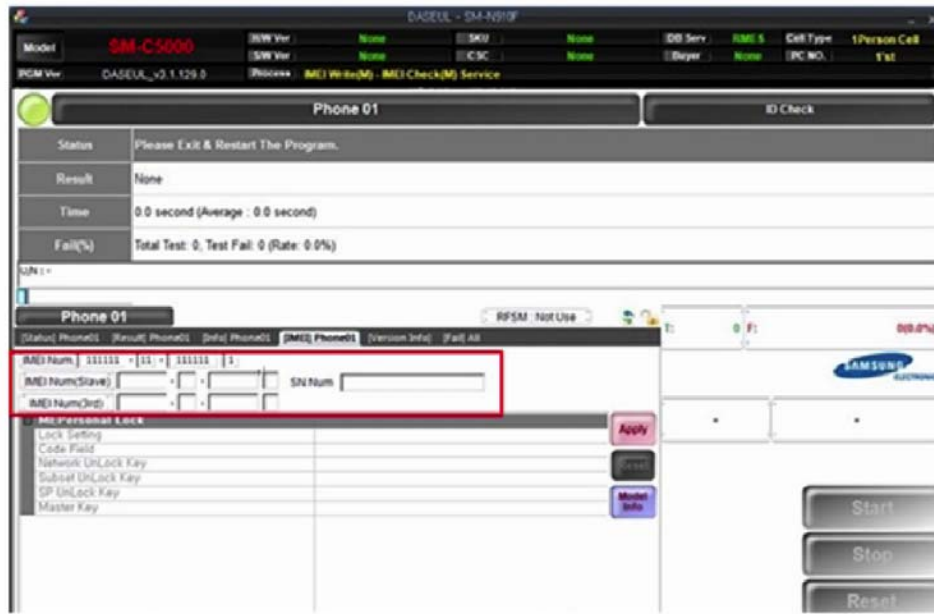 DASEUL - SM-N910F
Model SM-C5000 H/W Ver : None SKU : None DB Serv : RMES Cell Type : 1Person Cell
S/W Ver : None CSC : None Buyer : None PC NO. : 1'st
PGM Ver DASEUL_v3.1.129.0 Process : IMEI Write(M) - IMEI Check(M) Service
Phone 01 ID Check
Status Please Exit & Restart The Program.
Result None
Time 0.0 second (Average : 0.0 second)
Fail(%) Total Test: 0, Test Fail: 0 (Rate: 0.0%)
U/N : -
Phone 01 RFSM : Not Use T: 0 F: 0(0.0%)
[Status] Phone01 [Result] Phone01 [Info] Phone01 [IMEI] Phone01 [Version Info] [Fail] All
IMEI Num. 111111 - 11 - 111111 1
IMEI Num(Slave) - - SN Num
IMEI Num(3rd) - -
SAMSUNG
ELECTRONICS
MEPersonal Lock
Lock Setting
Code Field
Network UnLock Key
Subset UnLock Key
SP UnLock Key
Master Key
Apply
Reset
Model Info
- -
Start
Stop
Reset